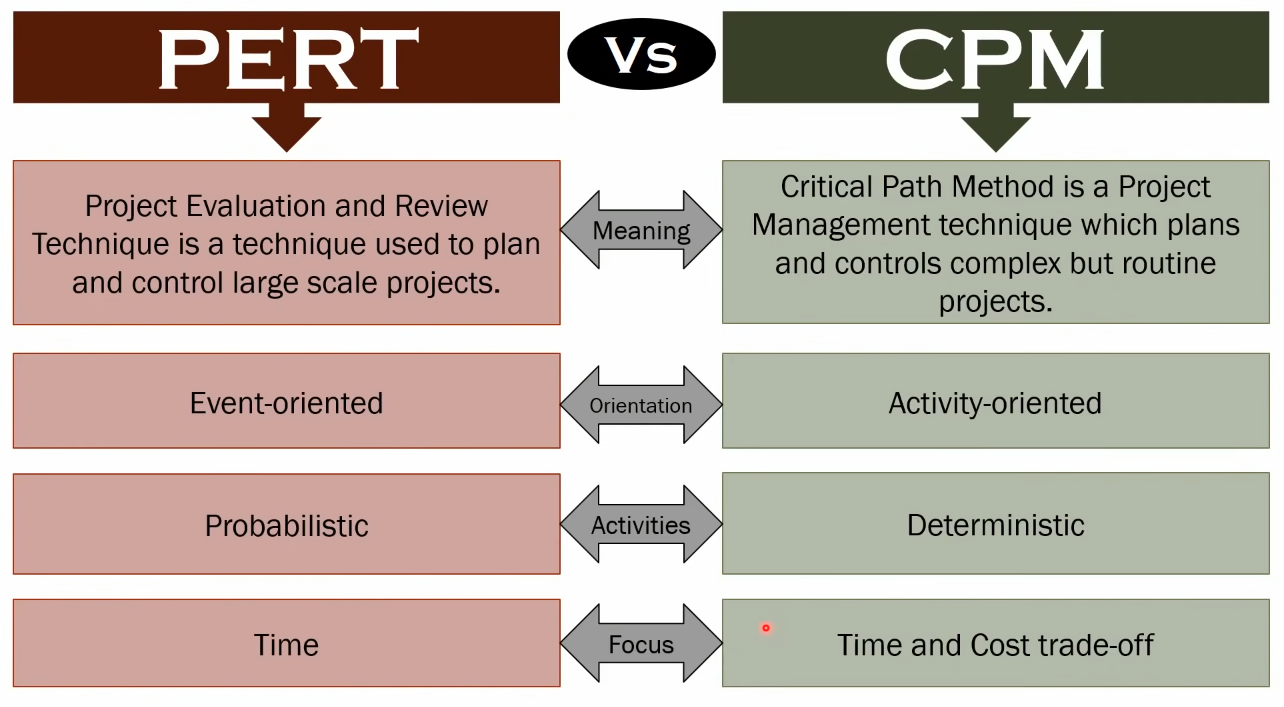 PERT
Vs
CPM
Project Evaluation and Review
Technique is a technique used to plan
and control large scale projects.
Meaning
Critical Path Method is a Project
Management technique which plans
and controls complex but routine
projects.
Event-oriented
Orientation
Activity-oriented
Probabilistic
Activities
Deterministic
Time
Focus
Time and Cost trade-off